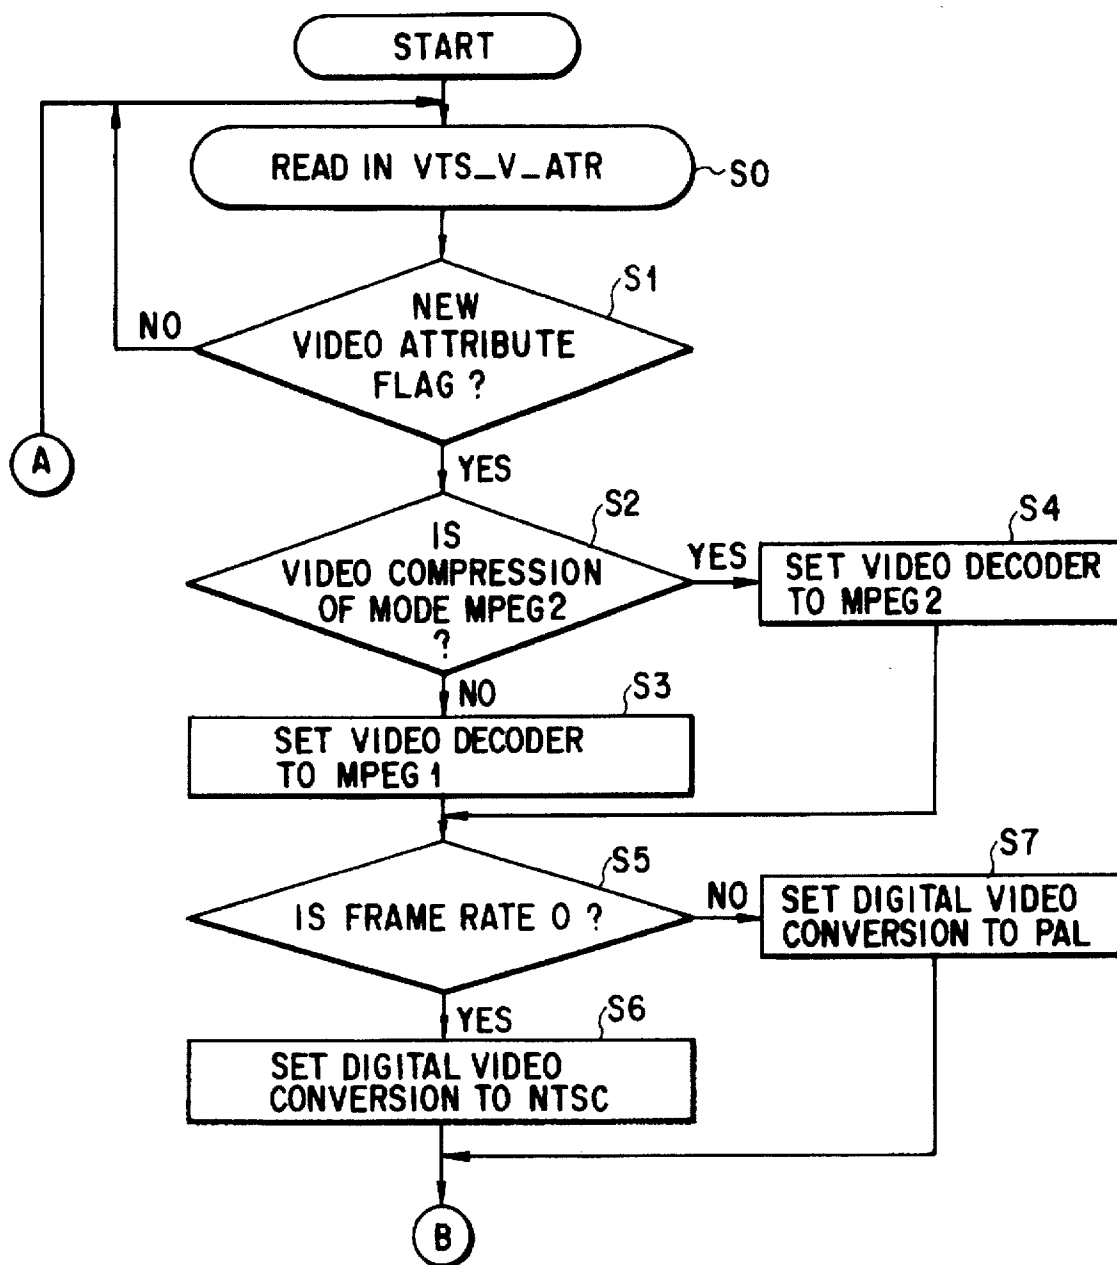 START
READ IN VTS_V_ATR
S0
S1
NEW
VIDEO ATTRIBUTE
FLAG ?
NO
A
YES
S2
IS
VIDEO COMPRESSION
OF MODE MPEG2
?
YES
S4
SET VIDEO DECODER
TO MPEG2
NO
S3
SET VIDEO DECODER
TO MPEG1
S5
IS FRAME RATE 0 ?
NO
S7
SET DIGITAL VIDEO
CONVERSION TO PAL
YES
S6
SET DIGITAL VIDEO
CONVERSION TO NTSC
B